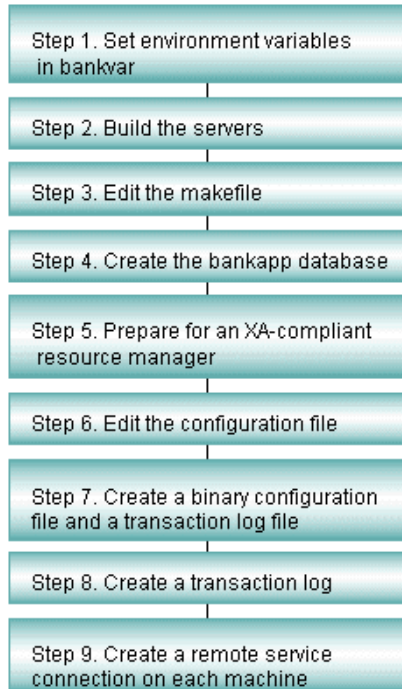 Step 1. Set environment variables
in bankvar
Step 2. Build the servers
Step 3. Edit the makefile
Step 4. Create the bankapp database
Step 5. Prepare for an XA-compliant
resource manager
Step 6. Edit the configuration file
Step 7. Create a binary configuration
file and a transaction log file
Step 8. Create a transaction log
Step 9. Create a remote service
connection on each machine